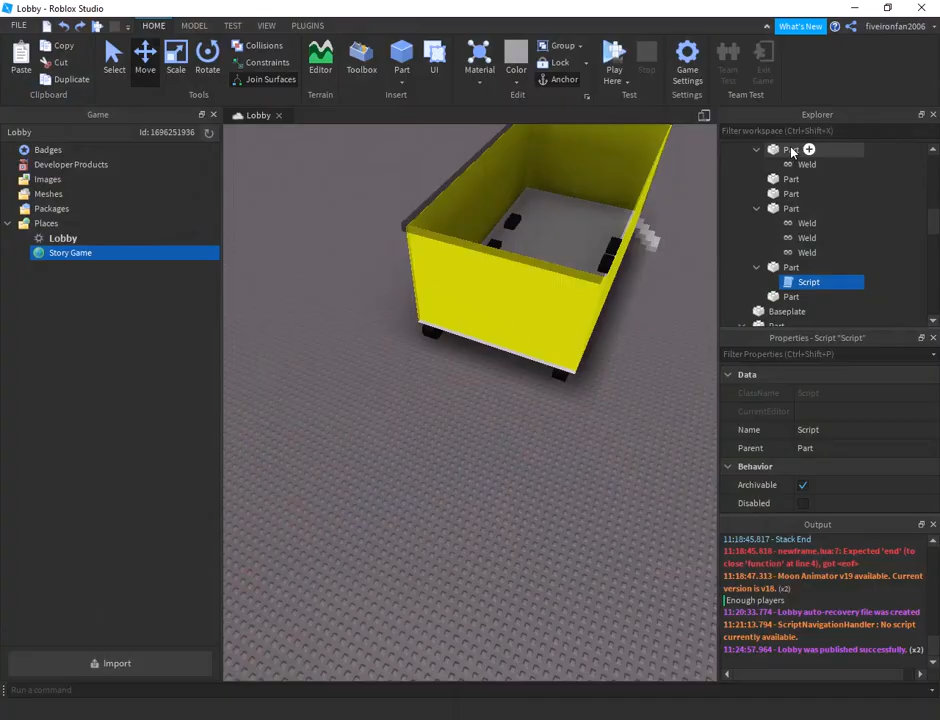 Lobby - Roblox Studio
FILE HOME MODEL TEST VIEW PLUGINS What's New fiveironfan2006
Paste Copy Cut Duplicate Select Move Scale Rotate Collisions Constraints Join Surfaces Editor Toolbox Part UI Material Color Group Lock Anchor Play Here Stop Game Settings Team Test Exit Game
Clipboard Tools Terrain Insert Edit Test Settings Team Test
Game
Lobby Id: 1696251936
Badges
Developer Products
Images
Meshes
Packages
Places
Lobby
Story Game
Import
Lobby
Explorer
Filter workspace (Ctrl+Shift+X)
Weld
Part
Part
Part
Weld
Weld
Weld
Part
Script
Part
Baseplate
Part
Properties - Script "Script"
Filter Properties (Ctrl+Shift+P)
Data
ClassName Script
CurrentEditor
Name Script
Parent Part
Behavior
Archivable
Disabled
Output
11:18:45.817 - Stack End
11:18:45.818 - newframe.lua:7: Expected 'end' (to
close 'function' at line 4), got <eof>
11:18:47.313 - Moon Animator v19 available. Current
version is v18. (x2)
Enough players
11:20:33.774 - Lobby auto-recovery file was created
11:21:13.794 - ScriptNavigationHandler : No script
currently available.
11:24:57.964 - Lobby was published successfully. (x2)
Run a command